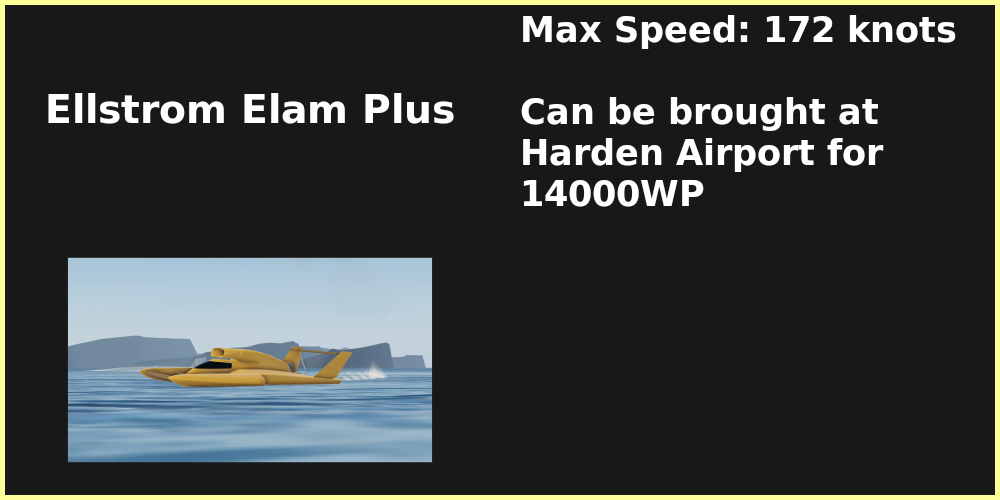 Ellstrom Elam Plus
Max Speed: 172 knots
Can be brought at
Harden Airport for
14000WP